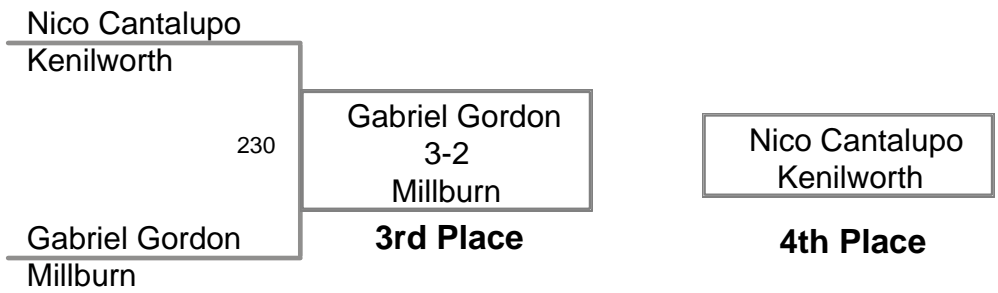 Nico Cantalupo
Kenilworth
230
Gabriel Gordon
Millburn
Gabriel Gordon
3-2
Millburn
3rd Place
Nico Cantalupo
Kenilworth
4th Place